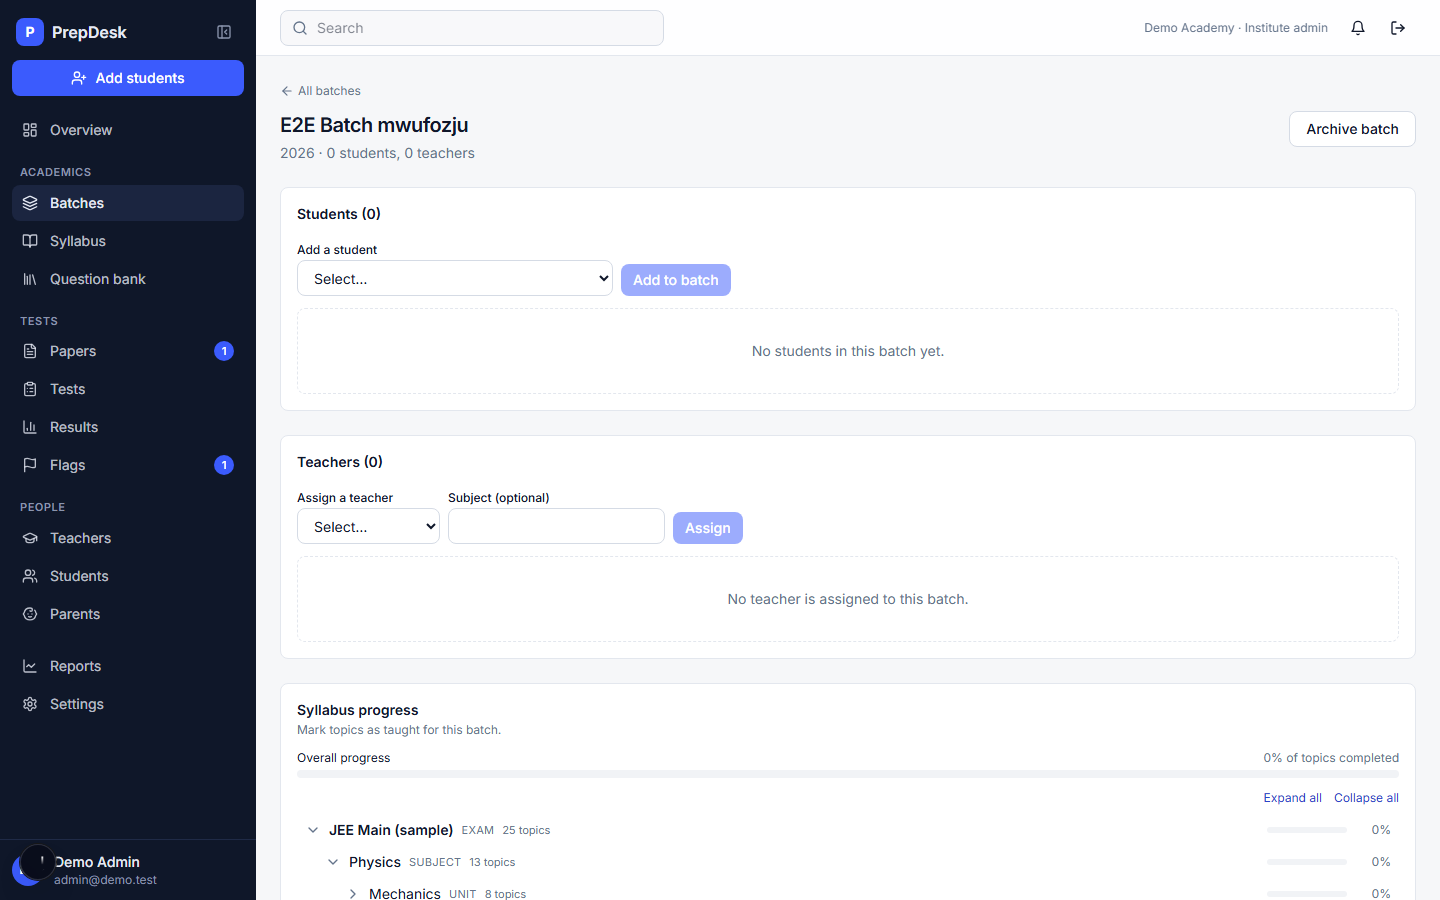 P PrepDesk
Add students
Overview
ACADEMICS
Batches
Syllabus
Question bank
TESTS
Papers 1
Tests
Results
Flags 1
PEOPLE
Teachers
Students
Parents
Reports
Settings
Demo Admin
admin@demo.test
Search
Demo Academy · Institute admin
All batches
E2E Batch mwufozju
2026 · 0 students, 0 teachers
Archive batch
Students (0)
Add a student
Select...
Add to batch
No students in this batch yet.
Teachers (0)
Assign a teacher Subject (optional)
Select...
Assign
No teacher is assigned to this batch.
Syllabus progress
Mark topics as taught for this batch.
Overall progress 0% of topics completed
Expand all Collapse all
JEE Main (sample) EXAM 25 topics 0%
Physics SUBJECT 13 topics 0%
Mechanics UNIT 8 topics 0%